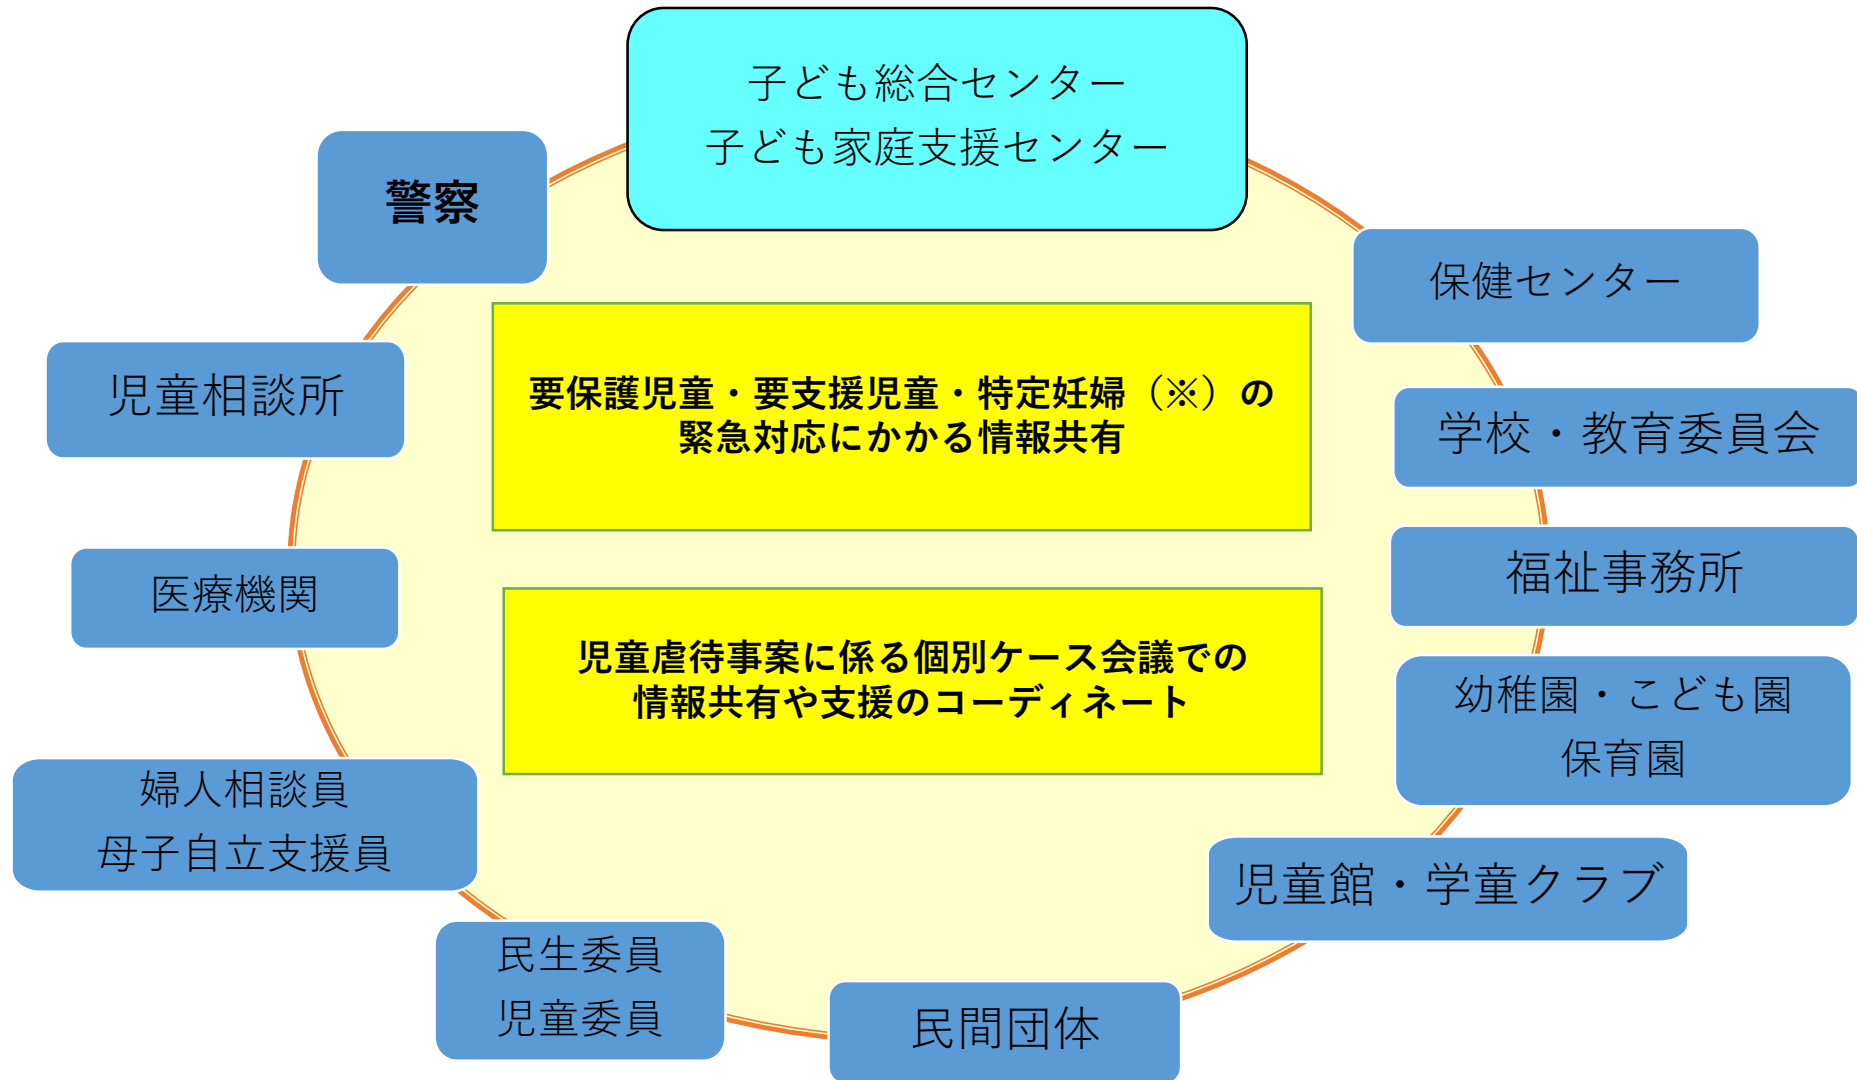 子ども総合センター
子ども家庭支援センター
警察
保健センター
児童相談所
要保護児童・要支援児童・特定妊婦（※）の
緊急対応にかかる情報共有
学校・教育委員会
医療機関
福祉事務所
児童虐待事案に係る個別ケース会議での
情報共有や支援のコーディネート
幼稚園・こども園
保育園
婦人相談員
母子自立支援員
児童館・学童クラブ
民生委員
児童委員
民間団体